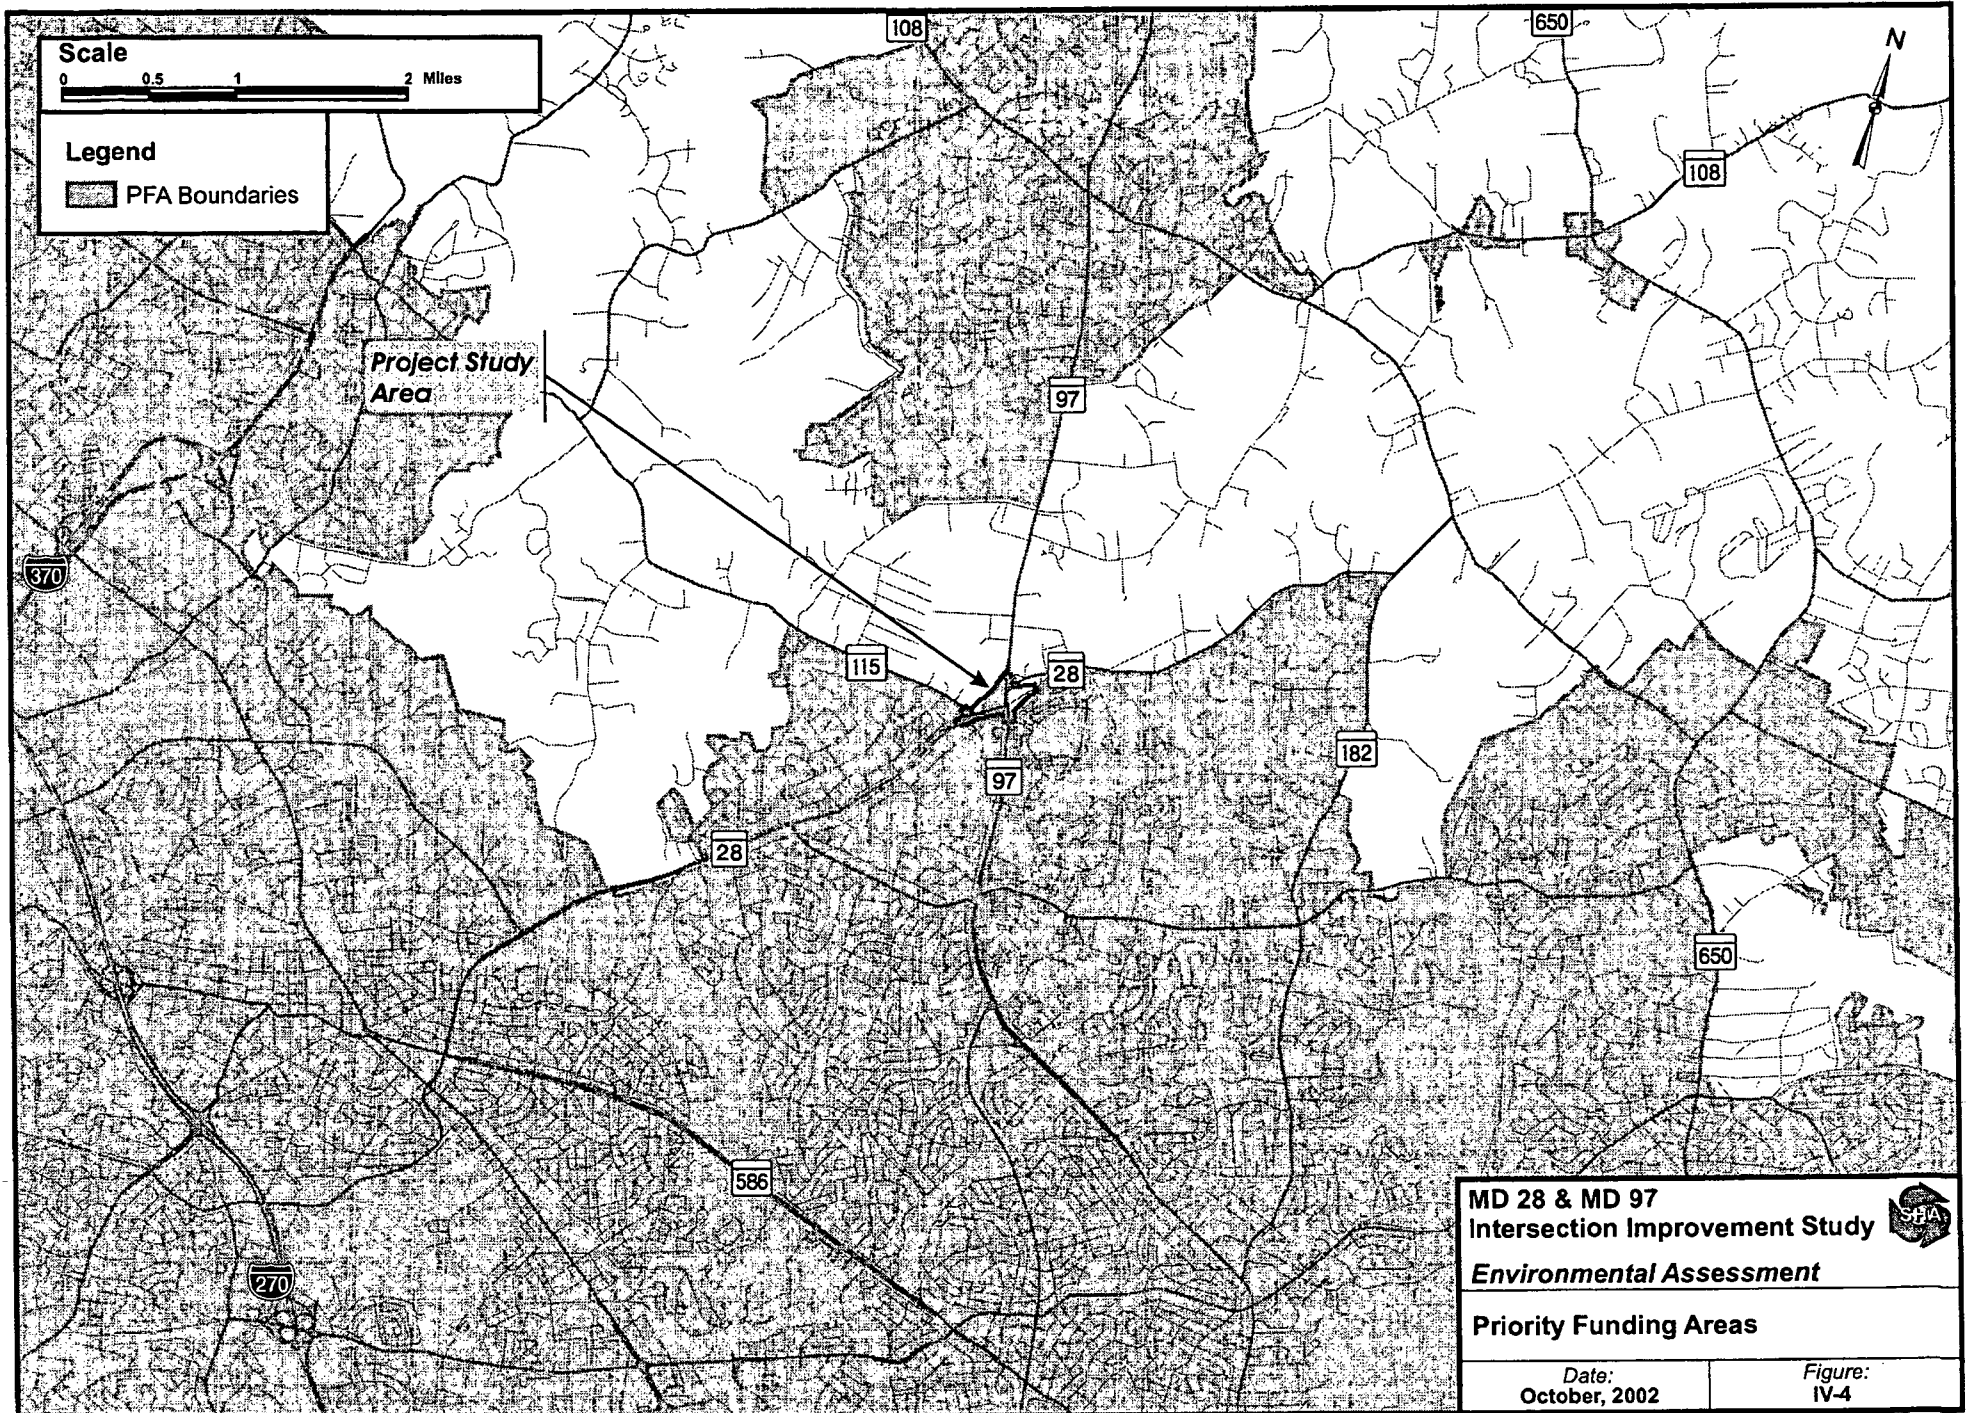 Scale
0 0.5 1 2 Miles
Legend
PFA Boundaries
108
650
N
108
Project Study
Area
97
370
115
28
182
97
28
650
586
270
MD 28 & MD 97
Intersection Improvement Study
SHA
Environmental Assessment
Priority Funding Areas
Date:
October, 2002
Figure:
IV-4